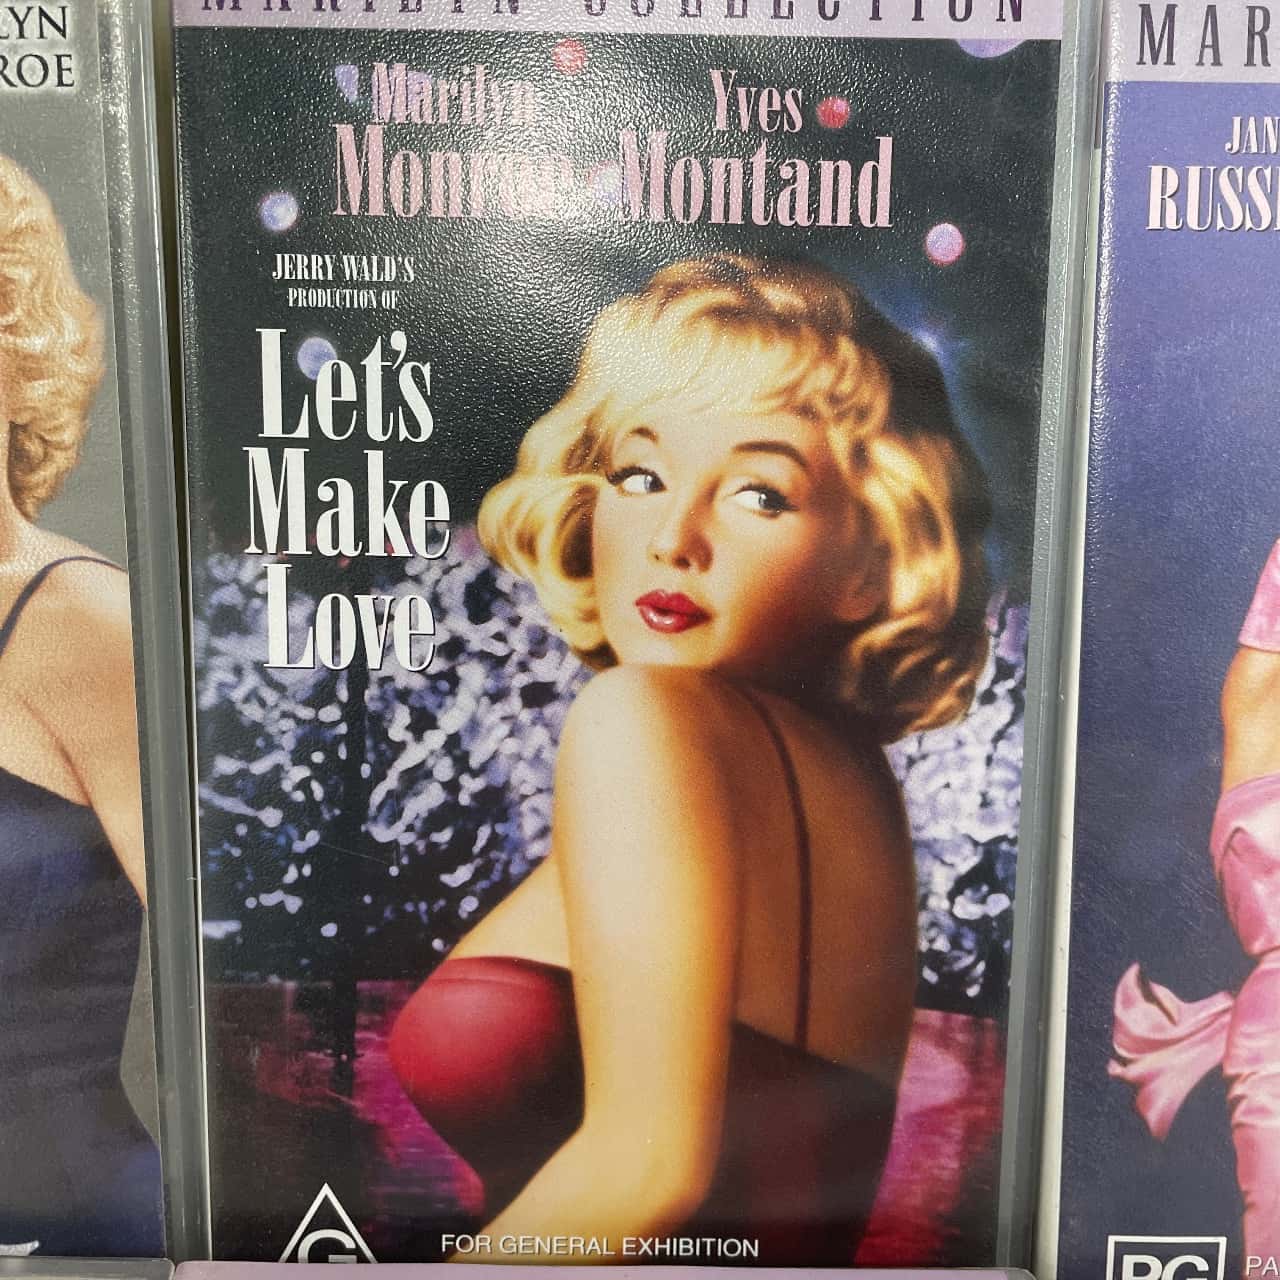 LYN
ROE
MARILYN COLLECTION
Marilyn Yves
Monroe Montand
JERRY WALD'S
PRODUCTION OF
Let's
Make
Love
G
FOR GENERAL EXHIBITION
MAR
JAN
RUSS
PG
PA